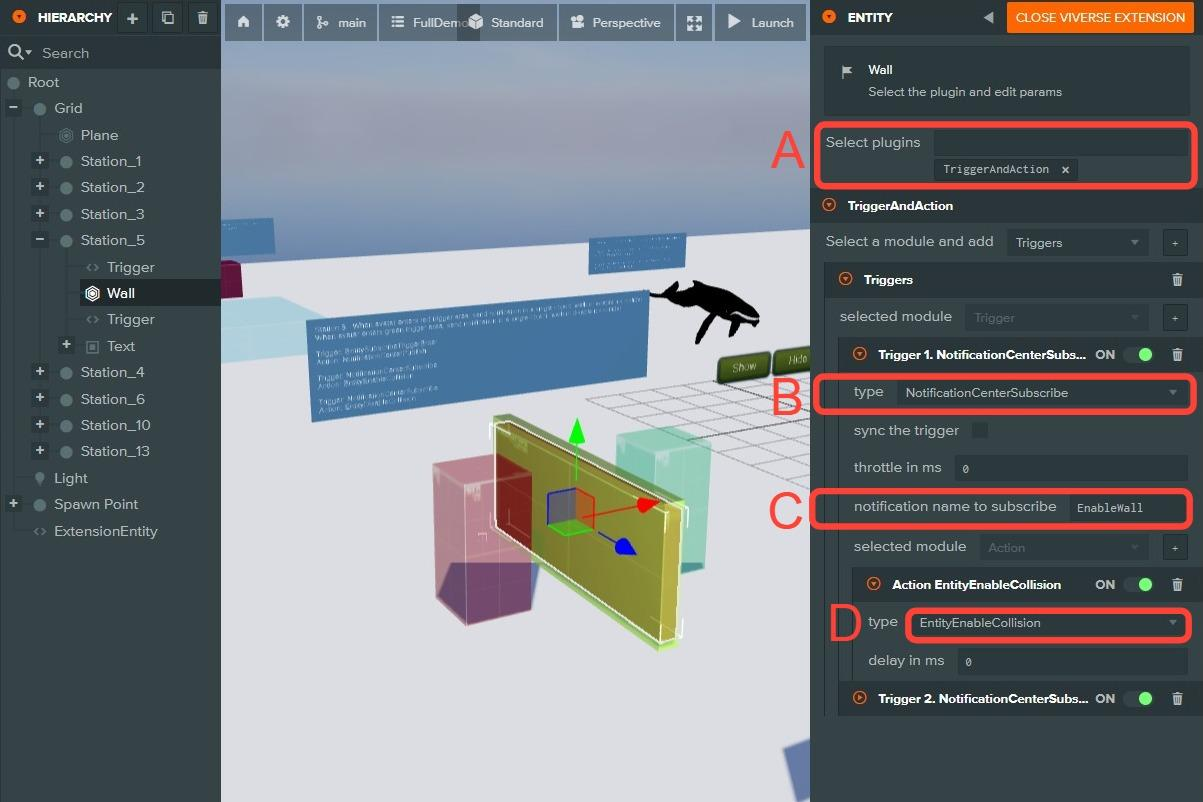 HIERARCHY
Search
Root
Grid
Plane
Station_1
Station_2
Station_3
Station_5
Trigger
Wall
Trigger
Text
Station_4
Station_6
Station_10
Station_13
Light
Spawn Point
ExtensionEntity
main
FullDemo
Standard
Perspective
Launch
Show
Hide
A
B
C
D
ENTITY
CLOSE VIVERSE EXTENSION
Wall
Select the plugin and edit params
Select plugins
TriggerAndAction x
TriggerAndAction
Select a module and add Triggers +
Triggers
selected module Trigger +
Trigger 1. NotificationCenterSubs... ON
type NotificationCenterSubscribe
sync the trigger
throttle in ms 0
notification name to subscribe EnableWall
selected module Action +
Action EntityEnableCollision ON
type EntityEnableCollision
delay in ms 0
Trigger 2. NotificationCenterSubs... ON